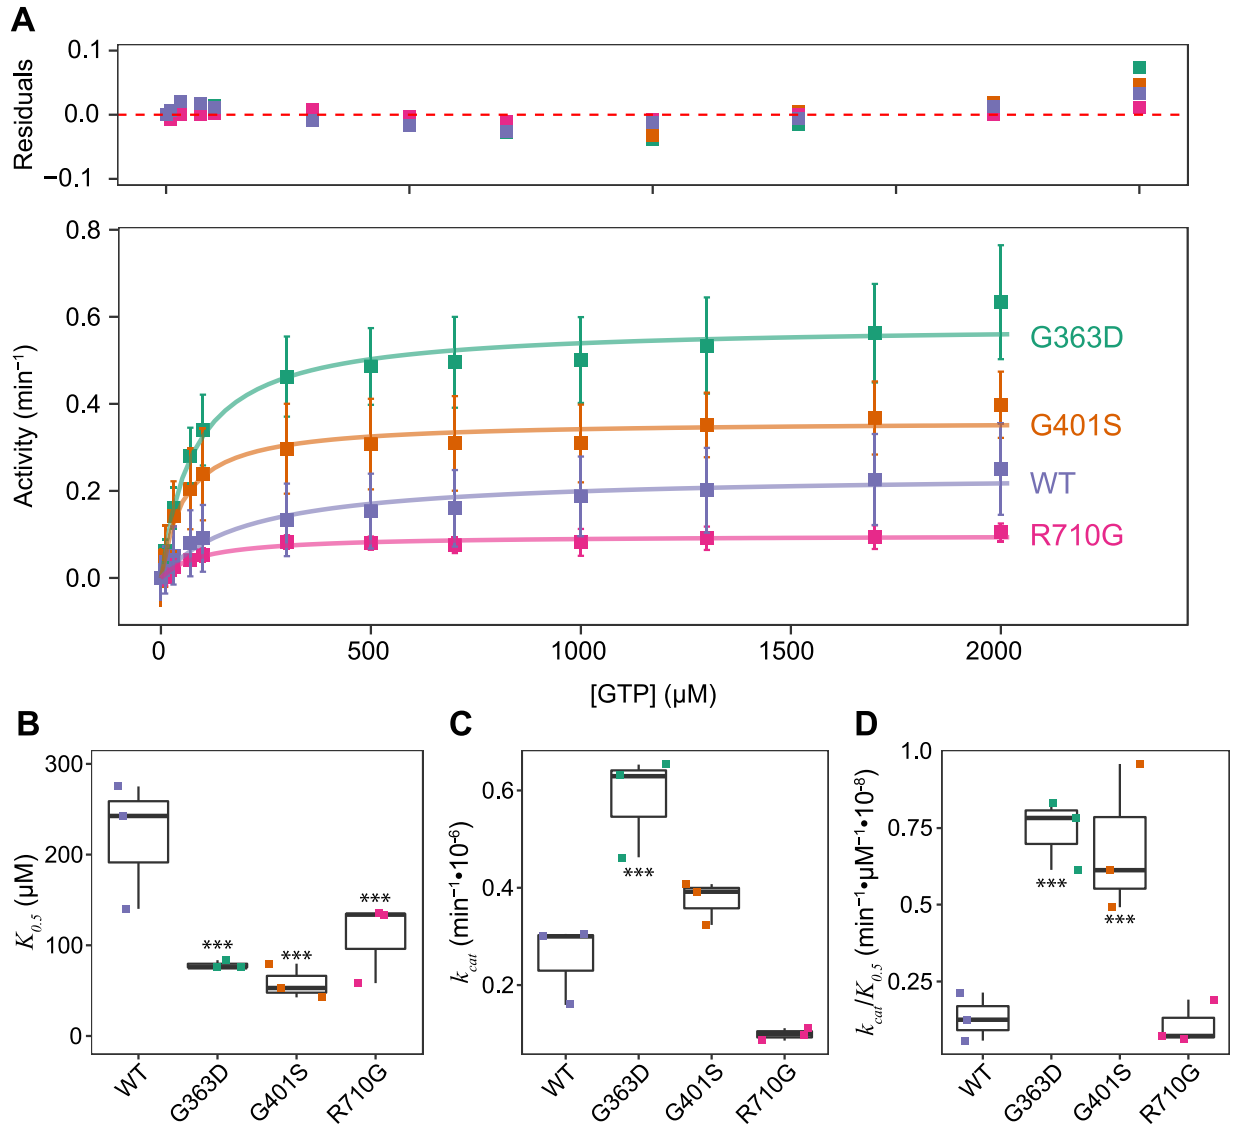 A
Residuals
0.1
0.0
−0.1
Activity (min⁻¹)
0.8
0.6
0.4
0.2
0.0
G363D
G401S
WT
R710G
0
500
1000
1500
2000
[GTP] (μM)
B
K0.5 (μM)
300
200
100
0
***
***
***
WT
G363D
G401S
R710G
C
kcat (min⁻¹•10⁻⁶)
0.6
0.4
0.2
***
WT
G363D
G401S
R710G
D
kcat/K0.5 (min⁻¹•μM⁻¹•10⁻⁸)
1.0
0.75
0.5
0.25
***
***
WT
G363D
G401S
R710G